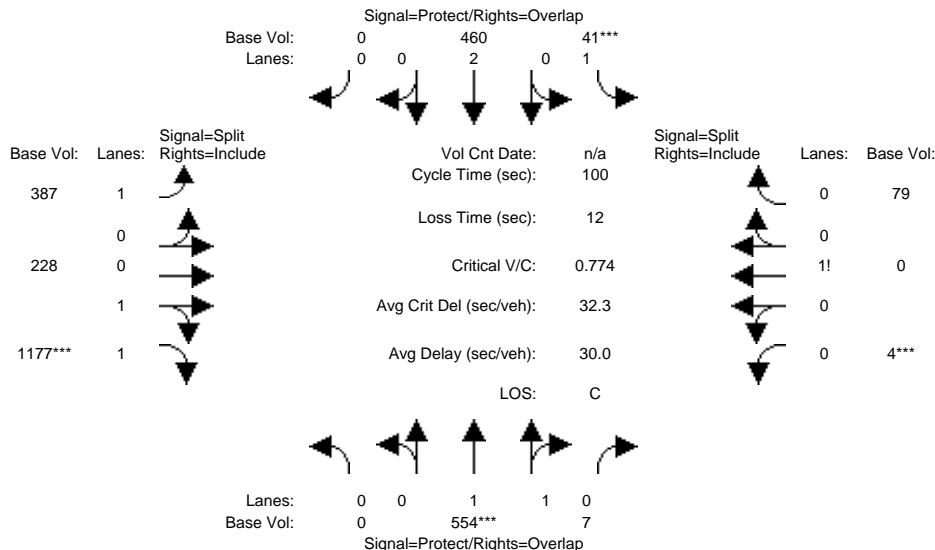 Signal=Protect/Rights=Overlap
Base Vol: 0 460 41***
Lanes: 0 0 2 0 1
Signal=Split
Rights=Include
Base Vol: Lanes:
Vol Cnt Date: n/a
Cycle Time (sec): 100
Signal=Split
Rights=Include
Lanes: Base Vol:
387 1
0 79
Loss Time (sec): 12
0
0
228 0
Critical V/C: 0.774
1! 0
1
Avg Crit Del (sec/veh): 32.3
0
1177*** 1
Avg Delay (sec/veh): 30.0
0 4***
LOS: C
Lanes: 0 0 1 1 0
Base Vol: 0 554*** 7
Signal=Protect/Rights=Overlap